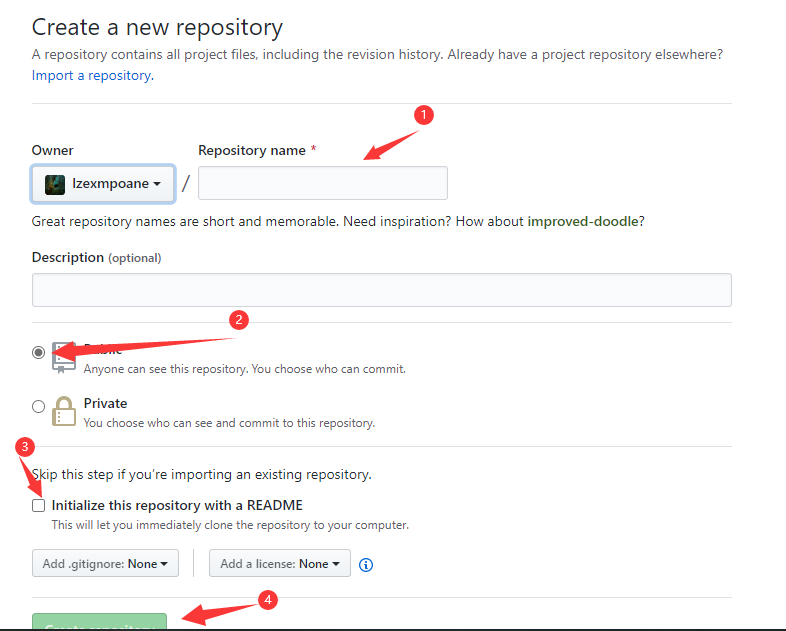 Create a new repository
A repository contains all project files, including the revision history. Already have a project repository elsewhere?
Import a repository.
1
Owner Repository name *
lzexmpoane /
Great repository names are short and memorable. Need inspiration? How about improved-doodle?
Description (optional)
2
Public
Anyone can see this repository. You choose who can commit.
Private
You choose who can see and commit to this repository.
3
Skip this step if you’re importing an existing repository.
Initialize this repository with a README
This will let you immediately clone the repository to your computer.
Add .gitignore: None Add a license: None
4
Create repository